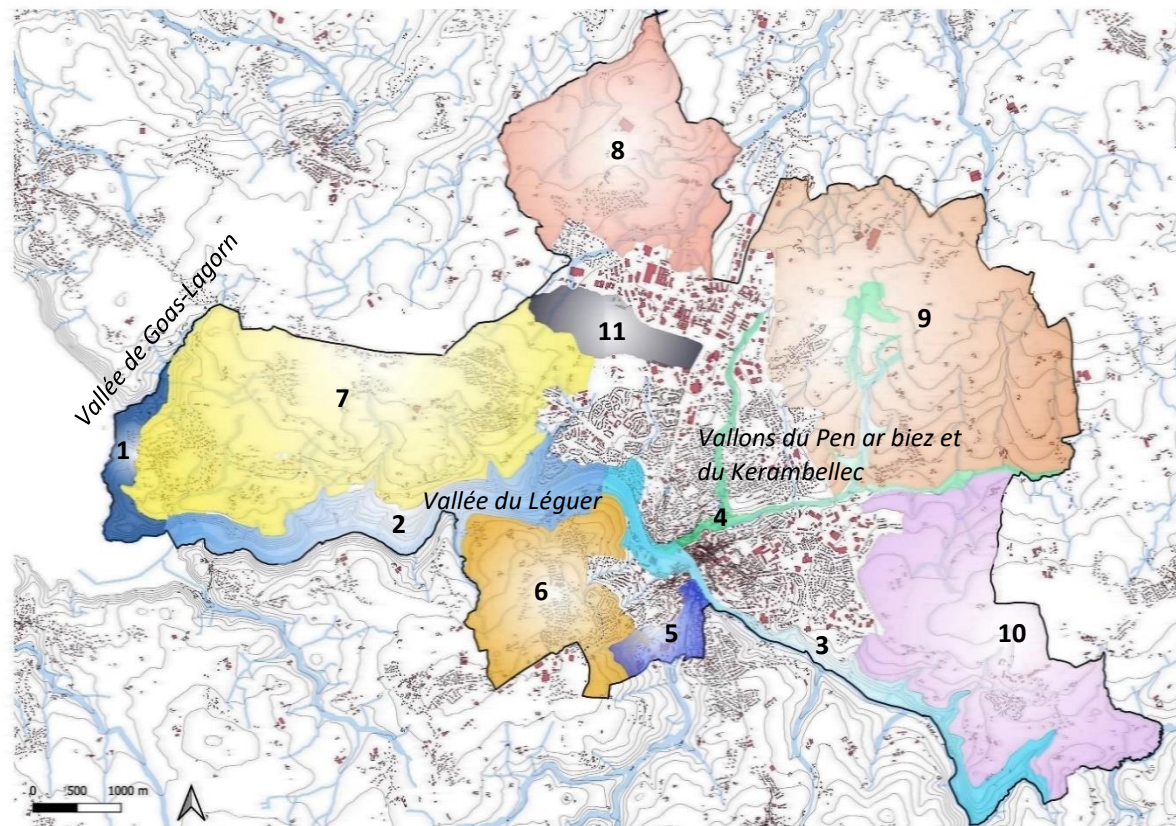 8
Vallée de Goas-Lagorn
9
11
7
Vallons du Pen ar biez et
du Kerambellec
1
Vallée du Léguer
2
4
6
5
3
10
0 500 1000 m